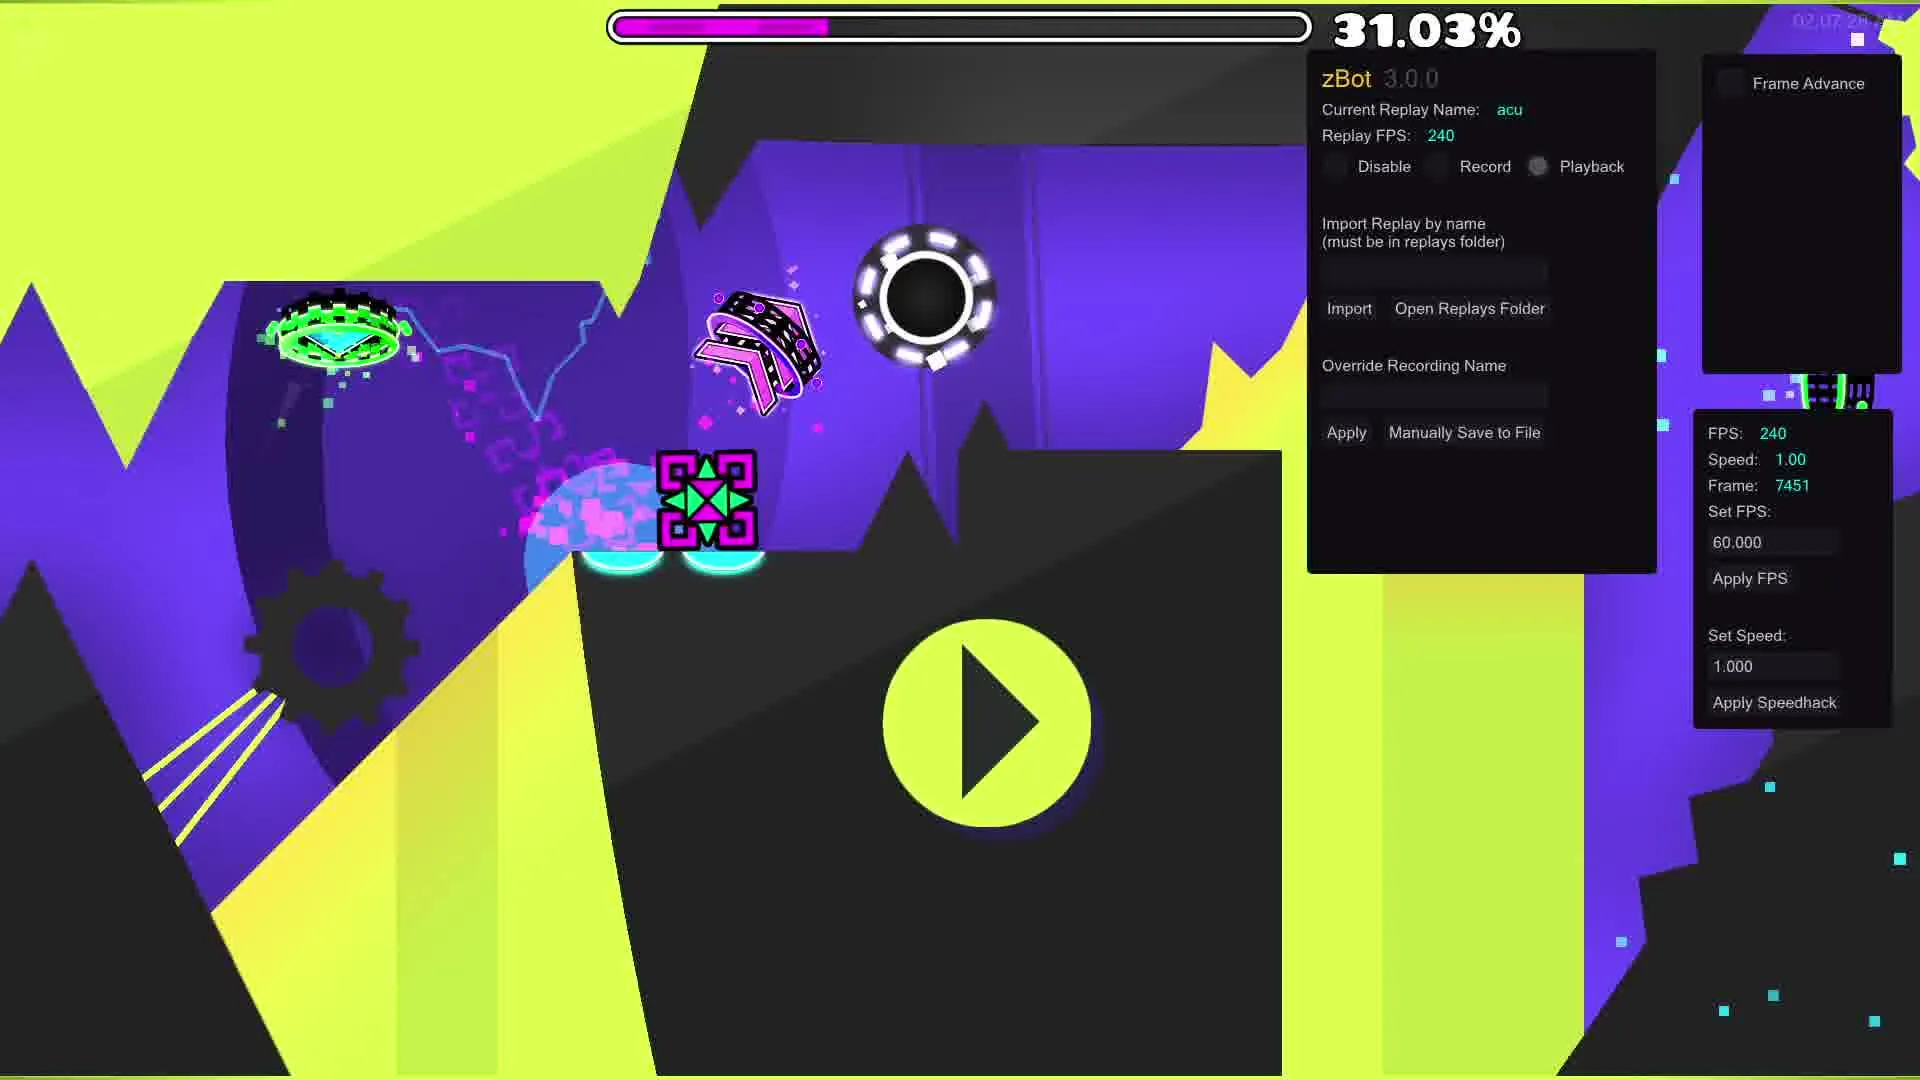 31.03%
zBot 3.0.0
Current Replay Name: acu
Replay FPS: 240
Disable Record Playback
Import Replay by name
(must be in replays folder)
Import Open Replays Folder
Override Recording Name
Apply Manually Save to File
Frame Advance
FPS: 240
Speed: 1.00
Frame: 7451
Set FPS:
60.000
Apply FPS
Set Speed:
1.000
Apply Speedhack